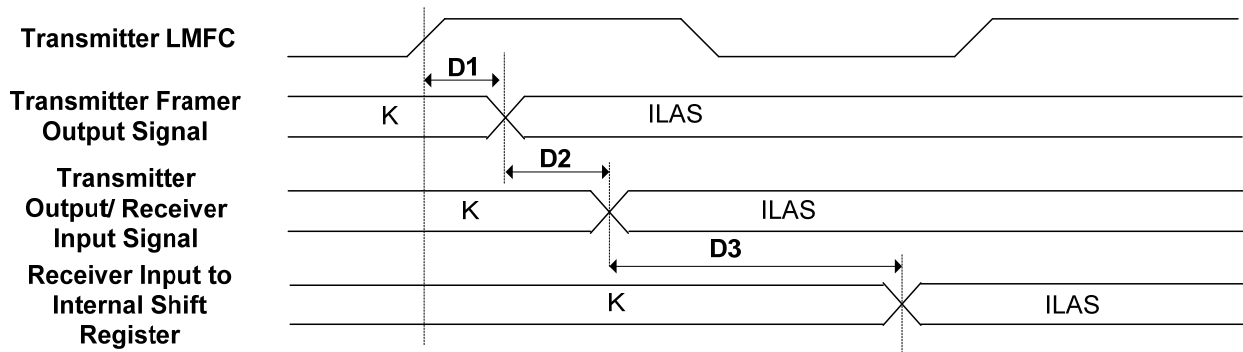 Transmitter LMFC
D1
Transmitter Framer
Output Signal
K
ILAS
D2
Transmitter
Output/ Receiver
Input Signal
K
ILAS
D3
Receiver Input to
Internal Shift
Register
K
ILAS